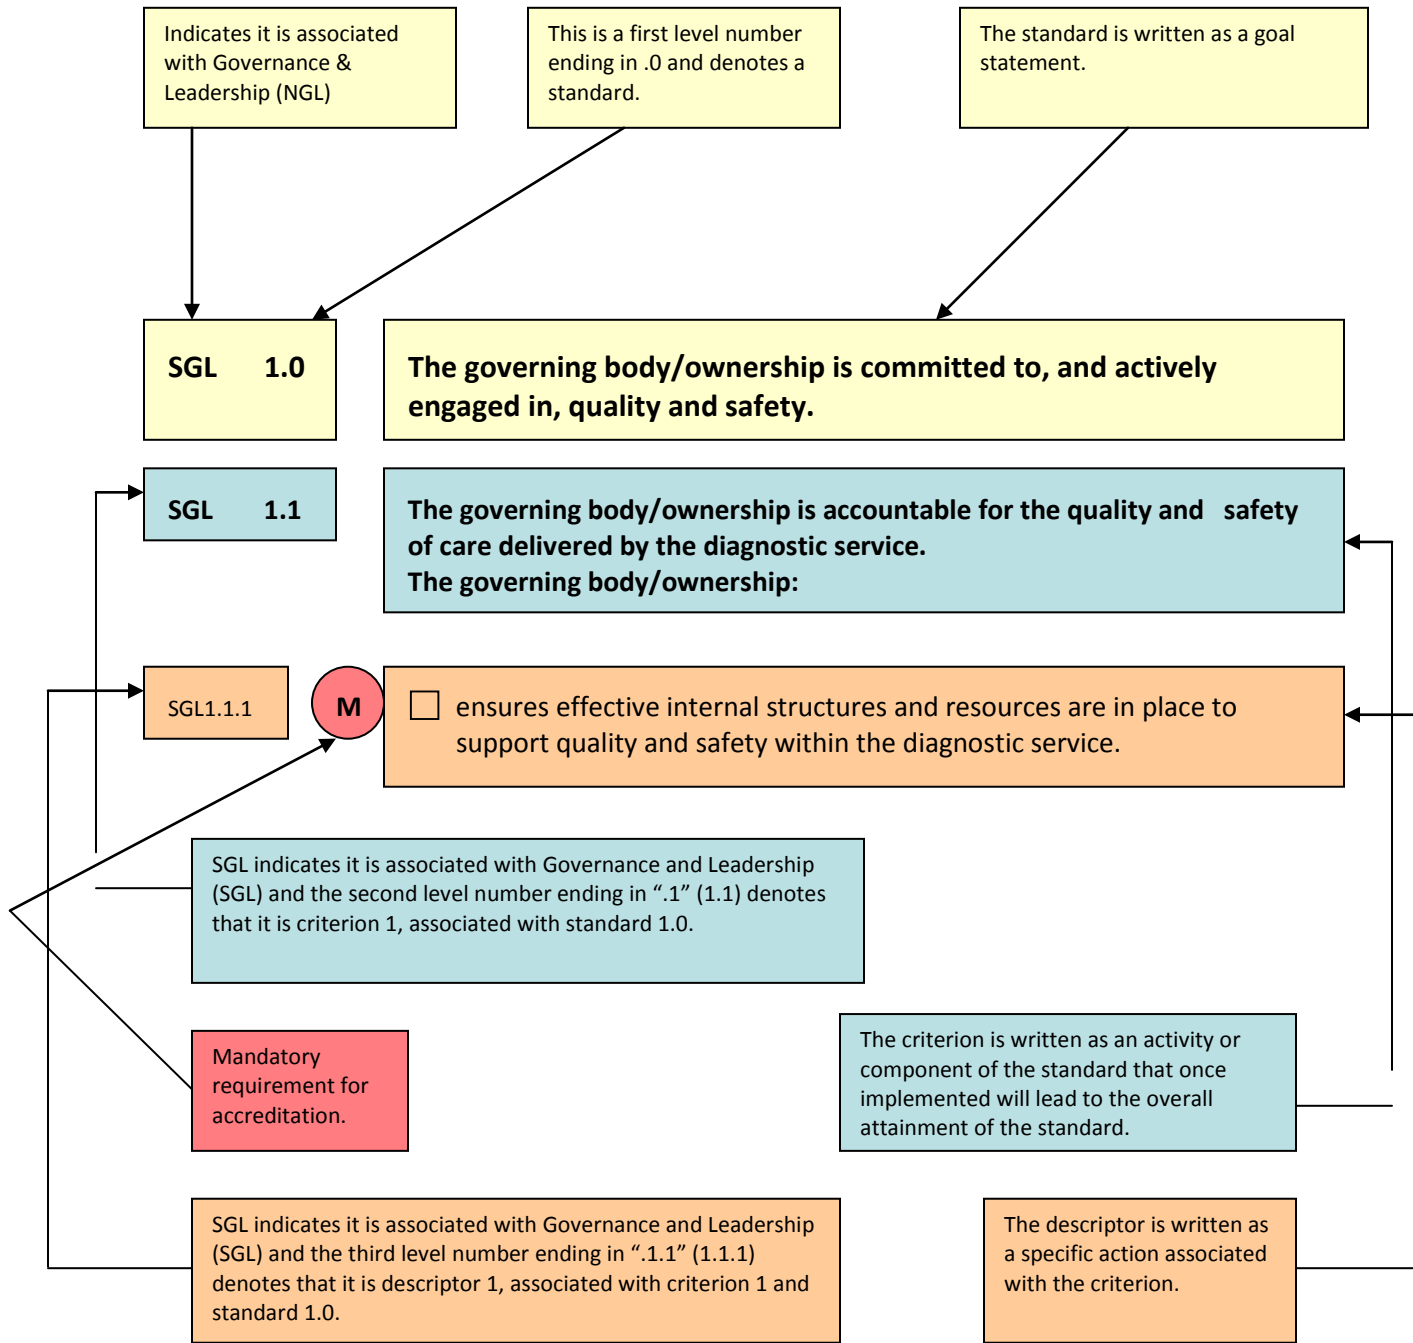 Indicates it is associated
with Governance &
Leadership (NGL)
This is a first level number
ending in .0 and denotes a
standard.
The standard is written as a goal
statement.
SGL 1.0
The governing body/ownership is committed to, and actively
engaged in, quality and safety.
SGL 1.1
The governing body/ownership is accountable for the quality and safety
of care delivered by the diagnostic service.
The governing body/ownership:
SGL1.1.1
M
ensures effective internal structures and resources are in place to
support quality and safety within the diagnostic service.
SGL indicates it is associated with Governance and Leadership
(SGL) and the second level number ending in “.1” (1.1) denotes
that it is criterion 1, associated with standard 1.0.
Mandatory
requirement for
accreditation.
The criterion is written as an activity or
component of the standard that once
implemented will lead to the overall
attainment of the standard.
SGL indicates it is associated with Governance and Leadership
(SGL) and the third level number ending in “.1.1” (1.1.1)
denotes that it is descriptor 1, associated with criterion 1 and
standard 1.0.
The descriptor is written as
a specific action associated
with the criterion.